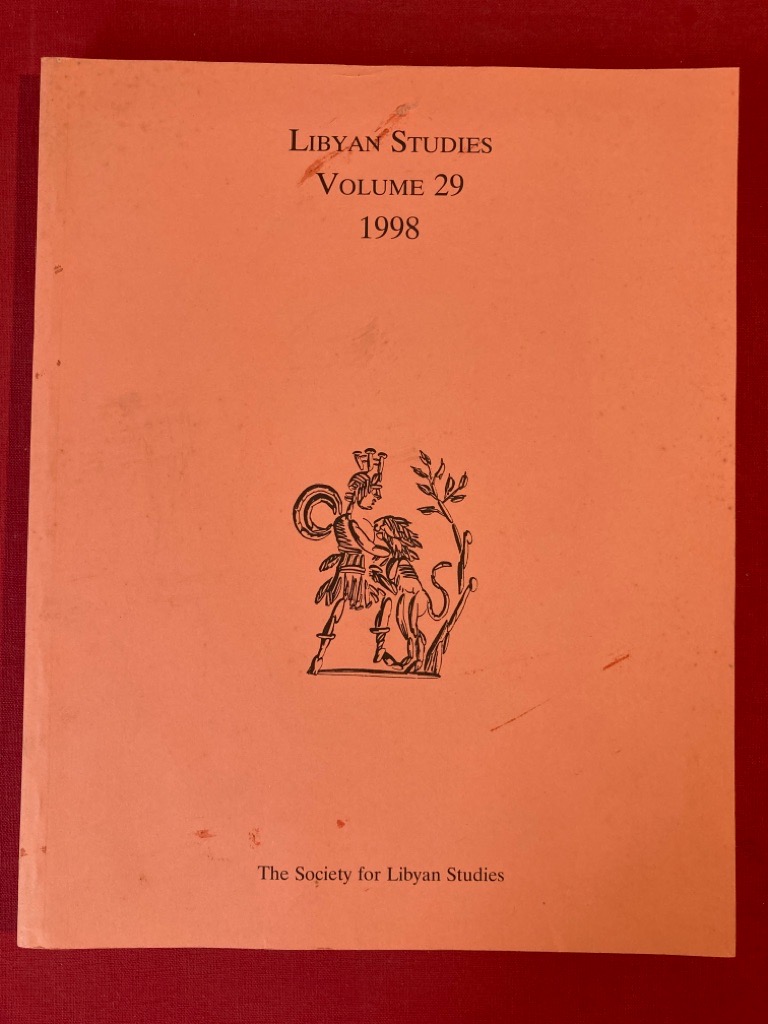 LIBYAN STUDIES
VOLUME 29
1998
The Society for Libyan Studies